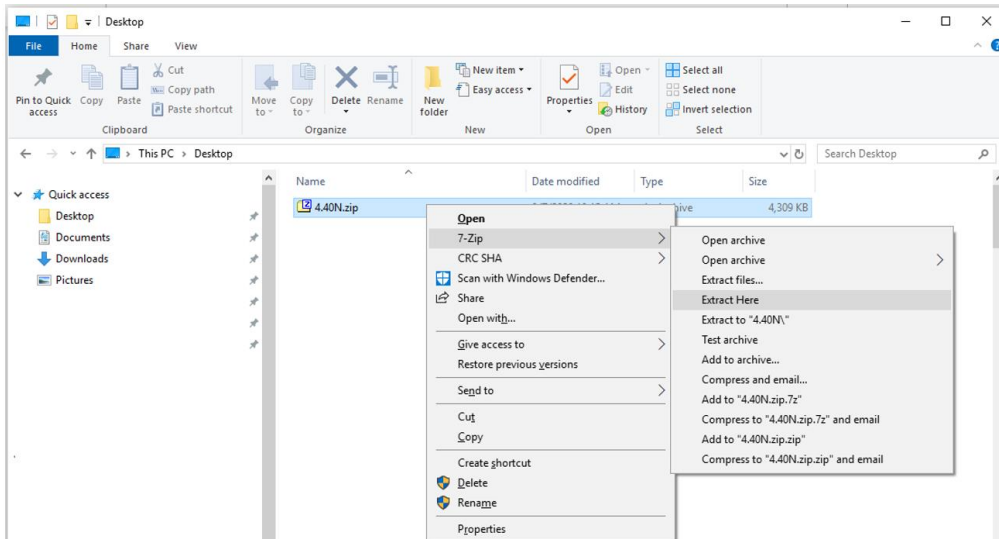 Desktop
File Home Share View
Pin to Quick access
Copy
Paste
Cut
Copy path
Paste shortcut
Clipboard
Move to
Copy to
Delete
Rename
Organize
New folder
New item
Easy access
New
Properties
Open
Edit
History
Open
Select all
Select none
Invert selection
Select
This PC > Desktop
Search Desktop
Quick access
Desktop
Documents
Downloads
Pictures
Name Date modified Type Size
4.40N.zip 4,309 KB
Open
7-Zip
CRC SHA
Scan with Windows Defender...
Share
Open with...
Give access to
Restore previous versions
Send to
Cut
Copy
Create shortcut
Delete
Rename
Properties
Open archive
Open archive
Extract files...
Extract Here
Extract to "4.40N\"
Test archive
Add to archive...
Compress and email...
Add to "4.40N.zip.7z"
Compress to "4.40N.zip.7z" and email
Add to "4.40N.zip.zip"
Compress to "4.40N.zip.zip" and email